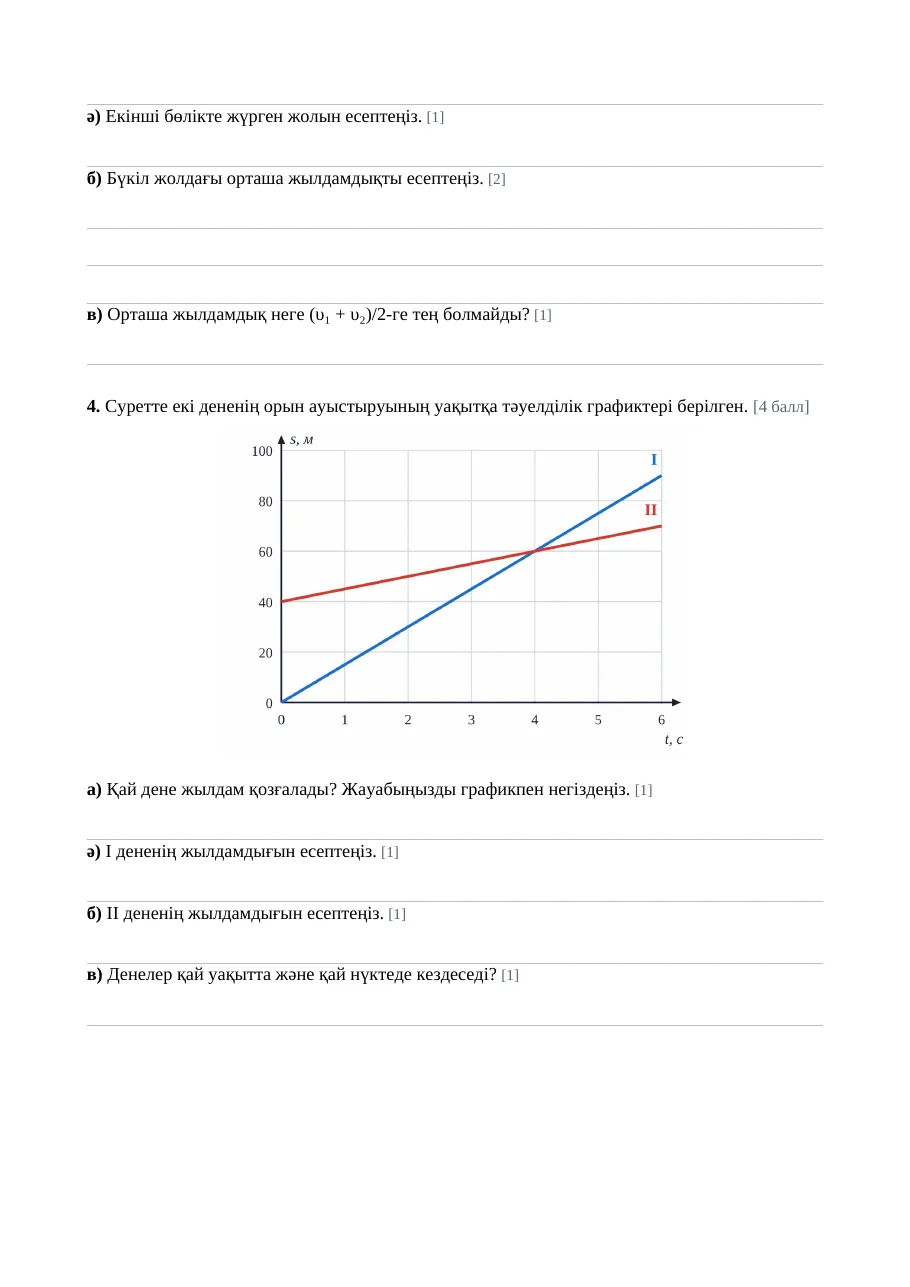 ә) Екінші бөлікте жүрген жолын есептеңіз. [1]
б) Бүкіл жолдағы орташа жылдамдықты есептеңіз. [2]
в) Орташа жылдамдық неге (υ₁ + υ₂)/2-ге тең болмайды? [1]
4. Суретте екі дененің орын ауыстыруының уақытқа тәуелділік графиктері берілген. [4 балл]
s, м
100
80
60
40
20
0
I
II
0 1 2 3 4 5 6
t, с
а) Қай дене жылдам қозғалады? Жауабыңызды графикпен негіздеңіз. [1]
ә) I дененің жылдамдығын есептеңіз. [1]
б) II дененің жылдамдығын есептеңіз. [1]
в) Денелер қай уақытта және қай нүктеде кездеседі? [1]